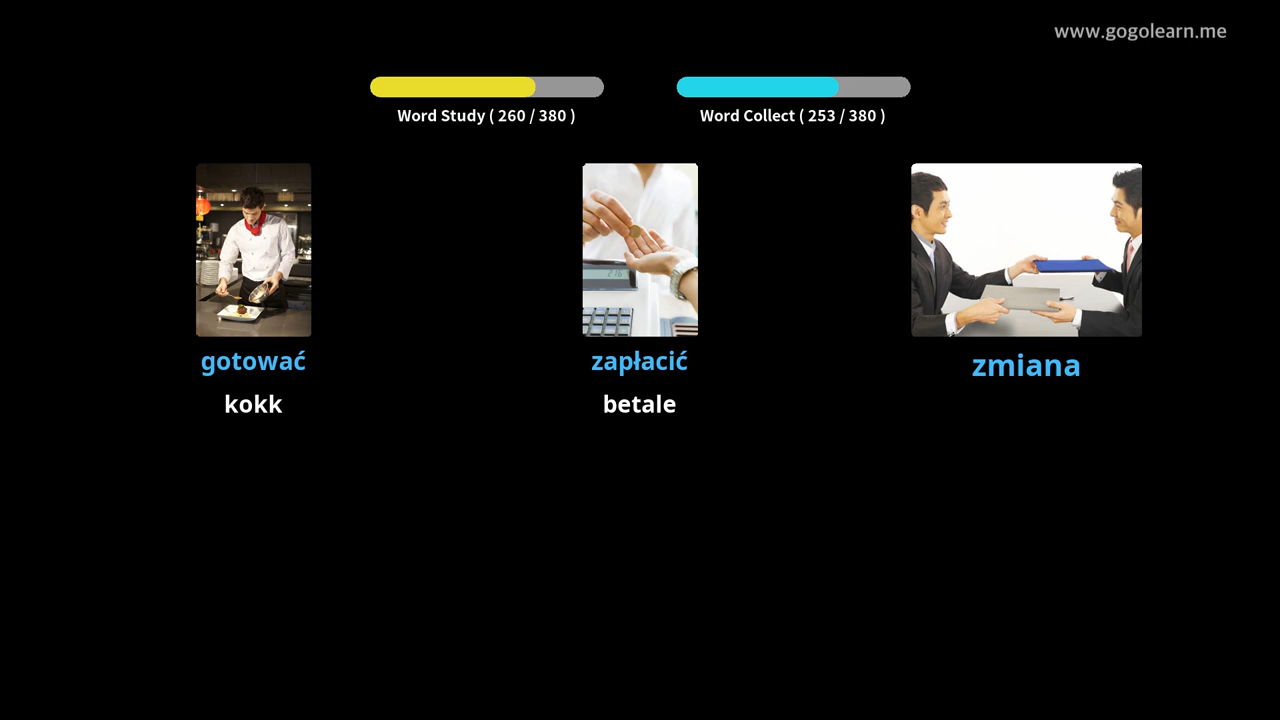 www.gogolearn.me
Word Study ( 260 / 380 )
Word Collect ( 253 / 380 )
gotować
zapłacić
zmiana
kokk
betale